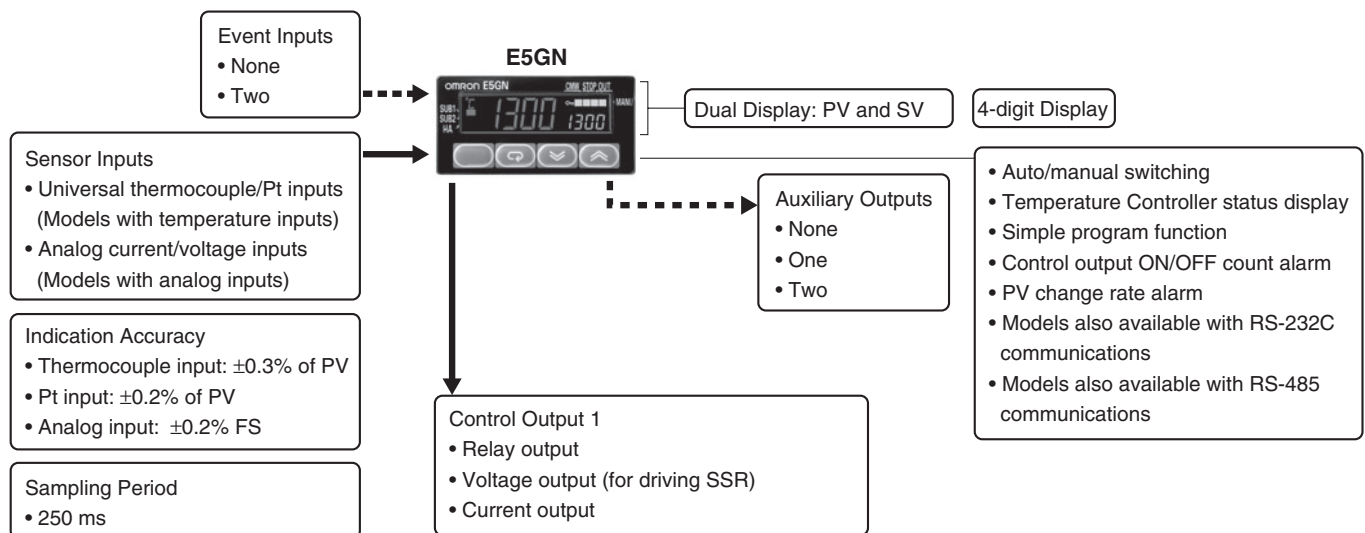 Event Inputs
• None
• Two
E5GN
omron E5GN
CMW STOP OUT
MANU
SUB1
SUB2
HA
°C
1300
1300
Dual Display: PV and SV
4-digit Display
Sensor Inputs
• Universal thermocouple/Pt inputs
(Models with temperature inputs)
• Analog current/voltage inputs
(Models with analog inputs)
Auxiliary Outputs
• None
• One
• Two
• Auto/manual switching
• Temperature Controller status display
• Simple program function
• Control output ON/OFF count alarm
• PV change rate alarm
• Models also available with RS-232C
communications
• Models also available with RS-485
communications
Indication Accuracy
• Thermocouple input: ±0.3% of PV
• Pt input: ±0.2% of PV
• Analog input: ±0.2% FS
Control Output 1
• Relay output
• Voltage output (for driving SSR)
• Current output
Sampling Period
• 250 ms